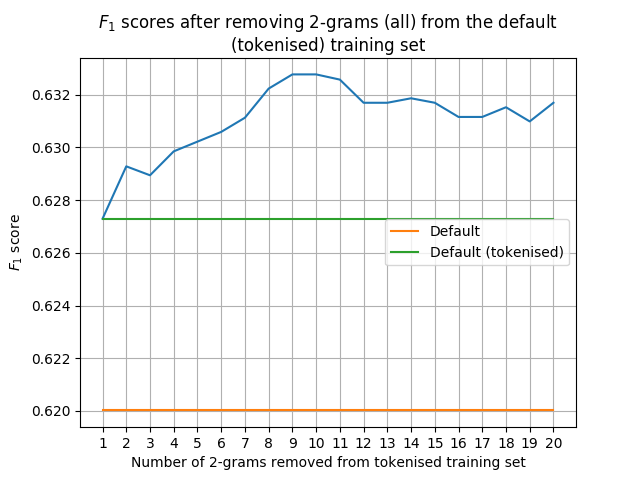 F1 scores after removing 2-grams (all) from the default
(tokenised) training set
0.632
0.630
0.628
0.626
0.624
0.622
0.620
F1 score
Default
Default (tokenised)
1 2 3 4 5 6 7 8 9 10 11 12 13 14 15 16 17 18 19 20
Number of 2-grams removed from tokenised training set